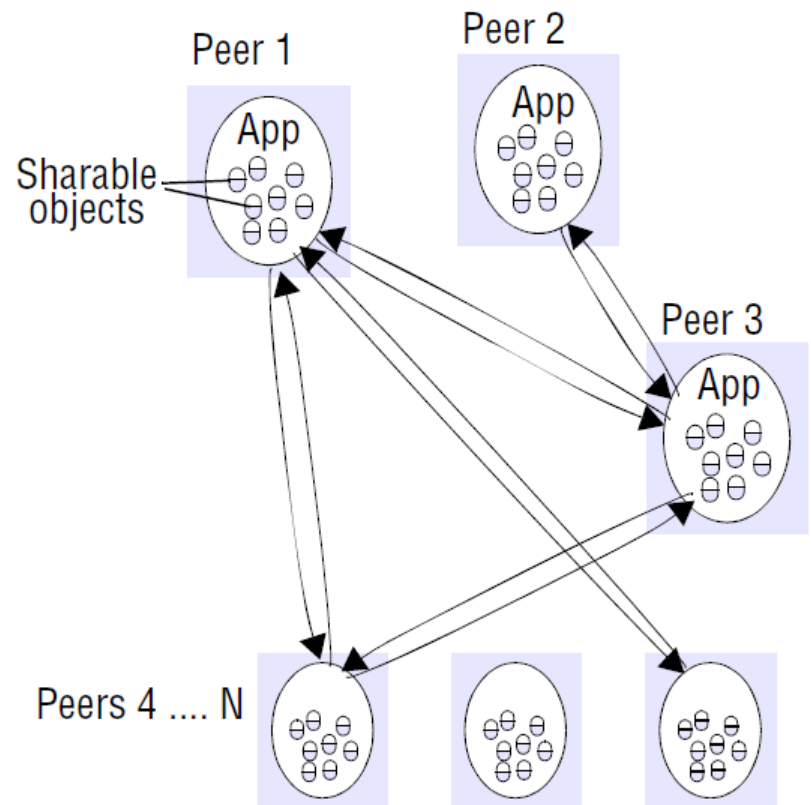 Peer 1
Peer 2
App
App
Sharable
objects
Peer 3
App
Peers 4 .... N